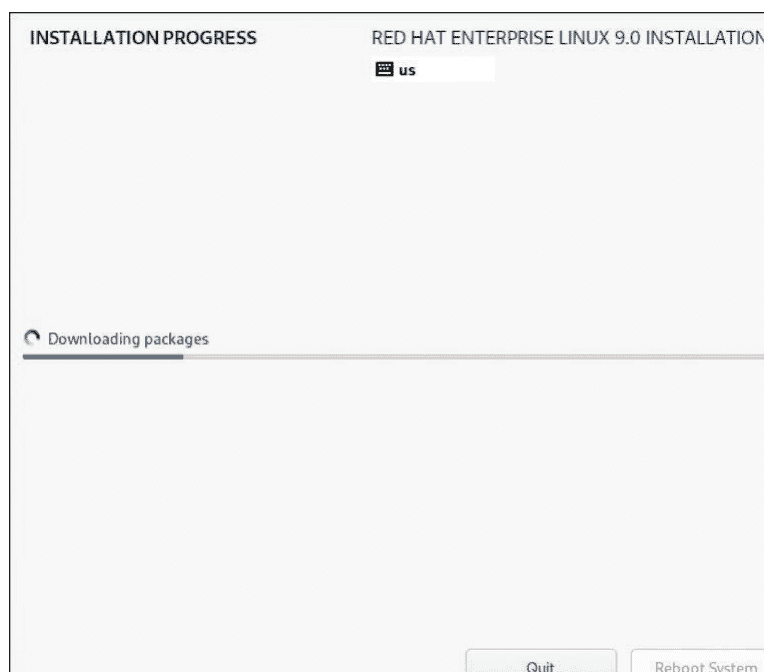 INSTALLATION PROGRESS
RED HAT ENTERPRISE LINUX 9.0 INSTALLATION
us
Downloading packages
Quit
Reboot System